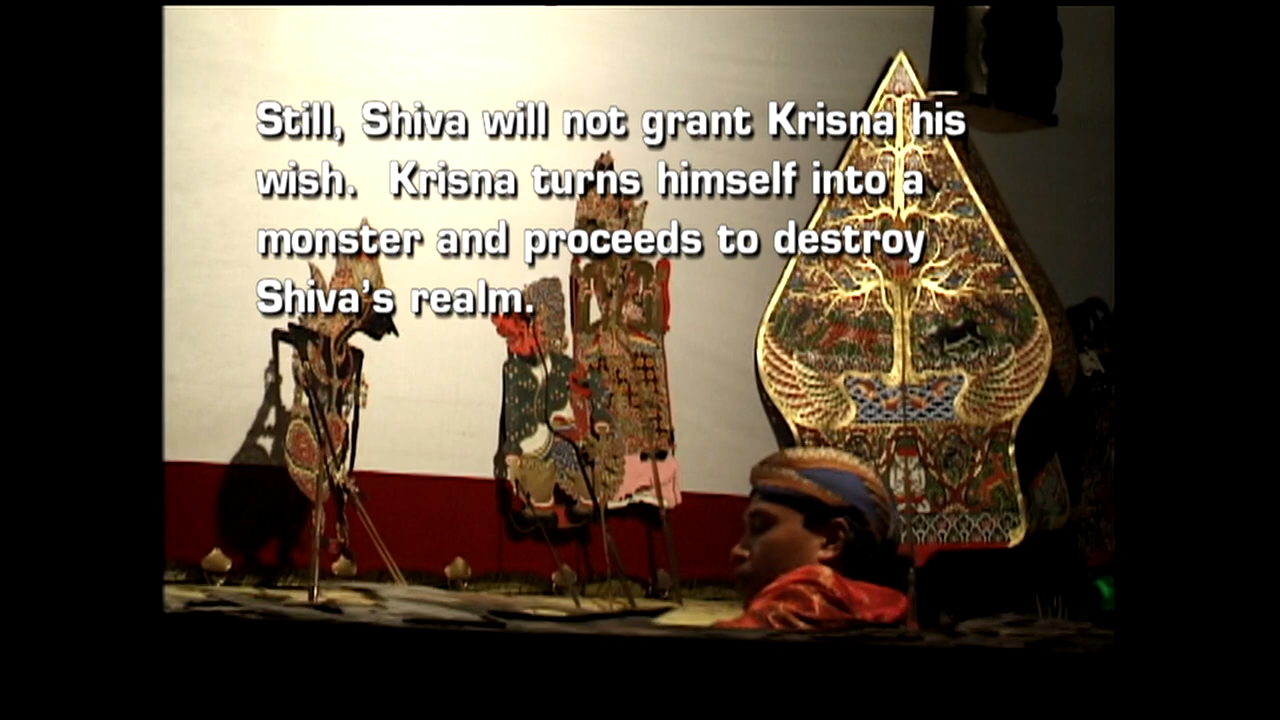 Still, Shiva will not grant Krisna his
wish.  Krisna turns himself into a
monster and proceeds to destroy
Shiva's realm.